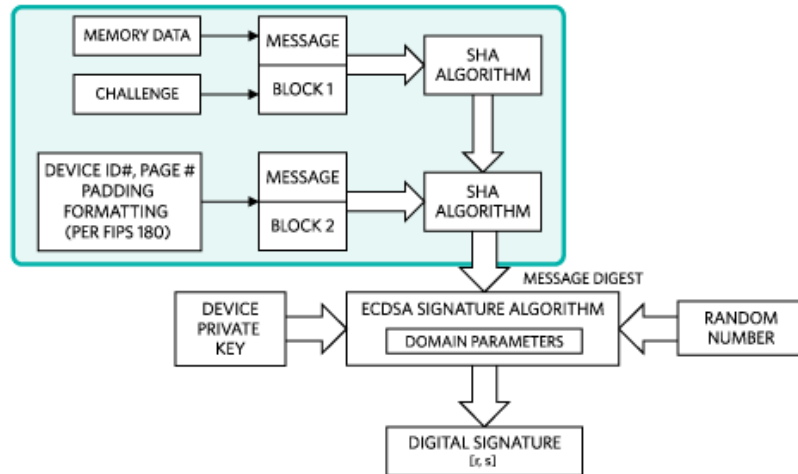 MEMORY DATA
MESSAGE
SHA
ALGORITHM
CHALLENGE
BLOCK 1
DEVICE ID#, PAGE #
PADDING
FORMATTING
(PER FIPS 180)
MESSAGE
BLOCK 2
SHA
ALGORITHM
MESSAGE DIGEST
DEVICE
PRIVATE
KEY
ECDSA SIGNATURE ALGORITHM
DOMAIN PARAMETERS
RANDOM
NUMBER
DIGITAL SIGNATURE
[r, s]